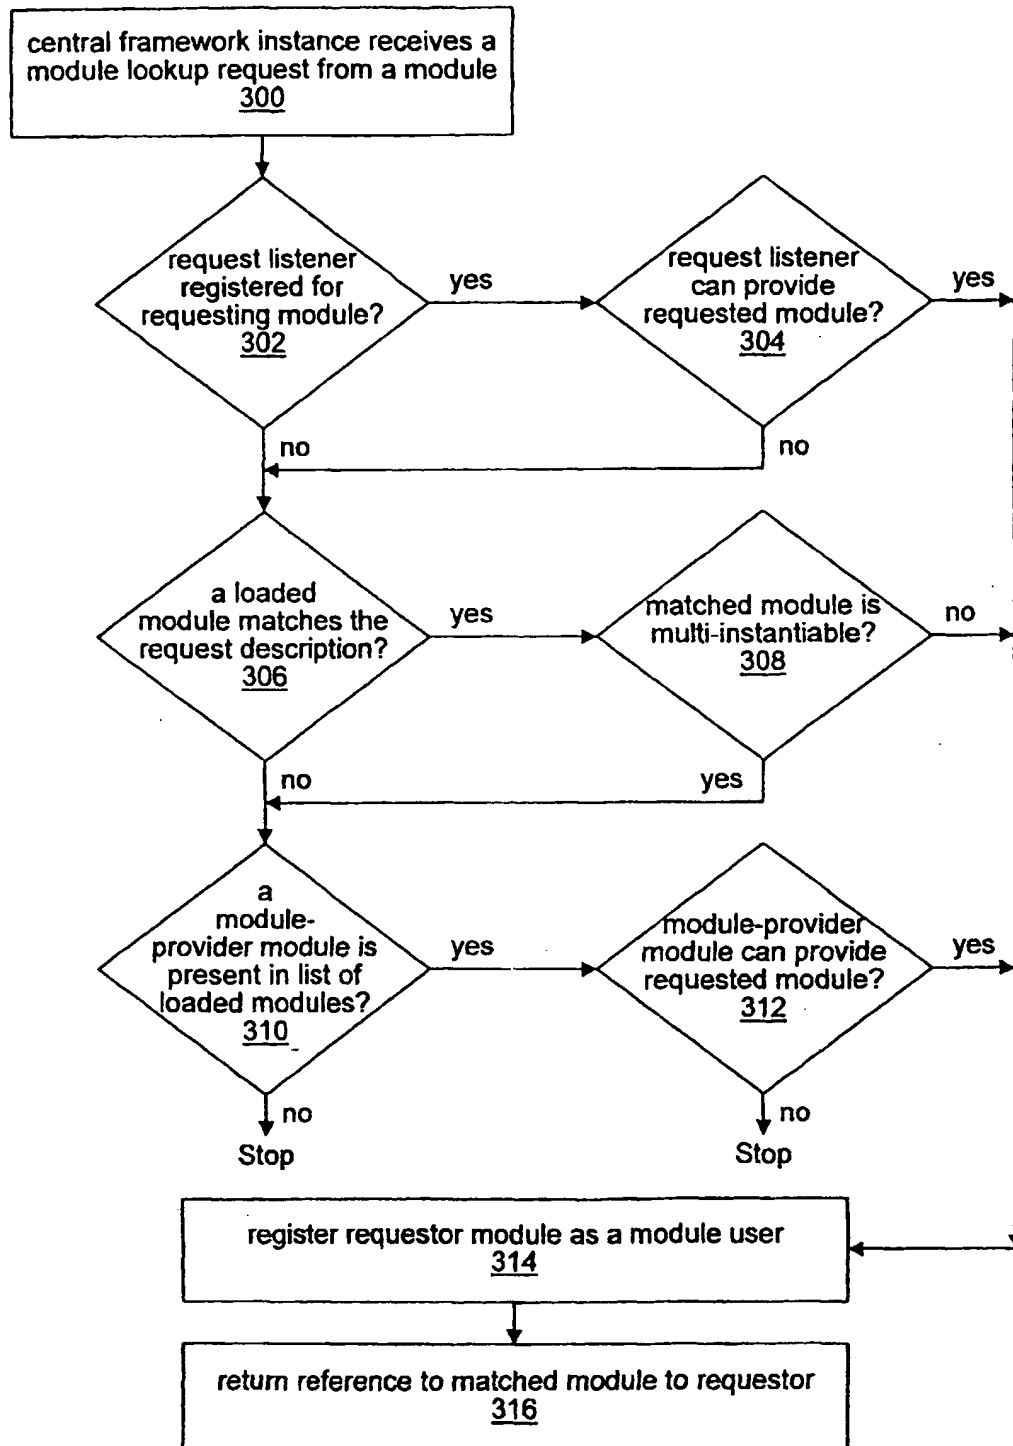 central framework instance receives a
module lookup request from a module
300
request listener
registered for
requesting module?
302
yes
request listener
can provide
requested module?
304
yes
no
no
a loaded
module matches the
request description?
306
yes
matched module is
multi-instantiable?
308
no
no
yes
a
module-
provider module is
present in list of
loaded modules?
310
yes
module-provider
module can provide
requested module?
312
yes
no
Stop
no
Stop
register requestor module as a module user
314
return reference to matched module to requestor
316